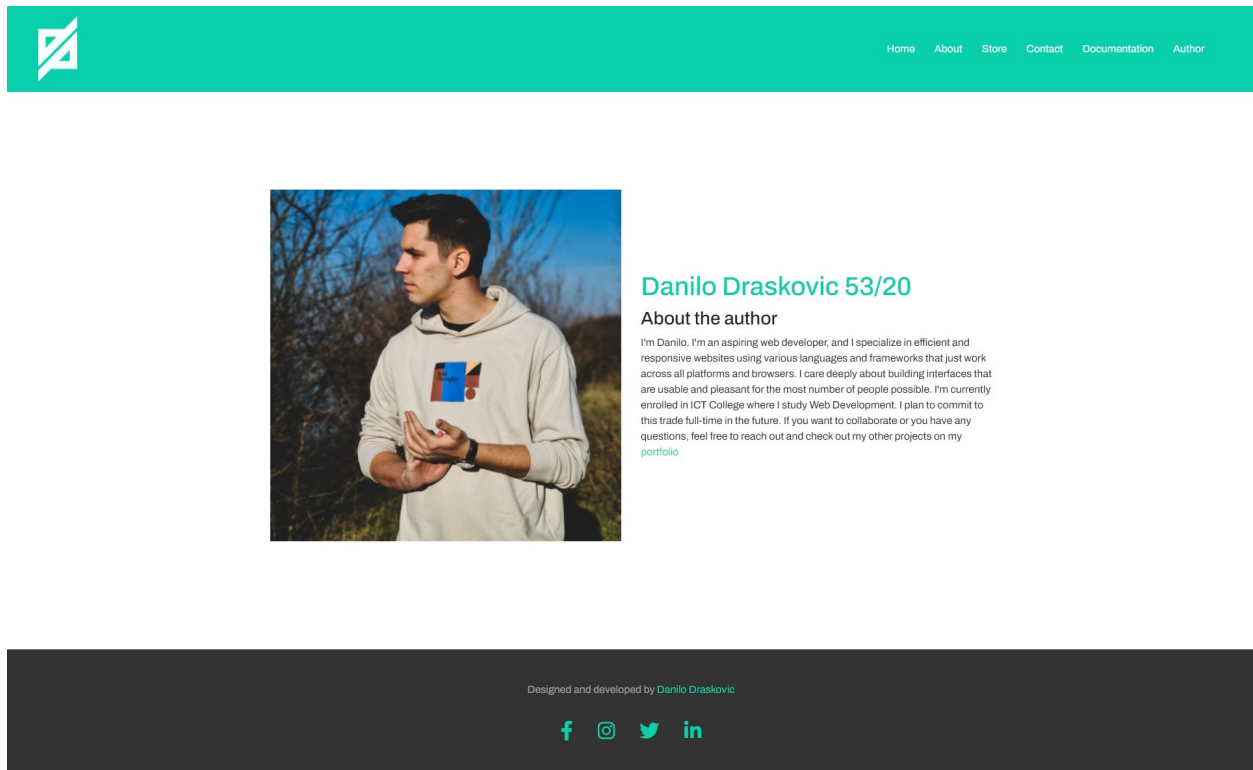 Home About Store Contact Documentation Author
Danilo Draskovic 53/20
About the author
I'm Danilo. I'm an aspiring web developer, and I specialize in efficient and
responsive websites using various languages and frameworks that just work
across all platforms and browsers. I care deeply about building interfaces that
are usable and pleasant for the most number of people possible. I'm currently
enrolled in ICT College where I study Web Development. I plan to commit to
this trade full-time in the future. If you want to collaborate or you have any
questions, feel free to reach out and check out my other projects on my
portfolio
Designed and developed by Danilo Draskovic